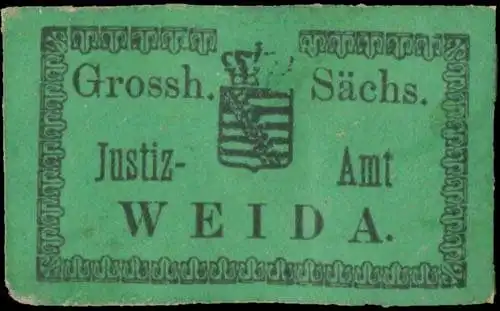 Grossh. Sächs.
Justiz- Amt
WEIDA.